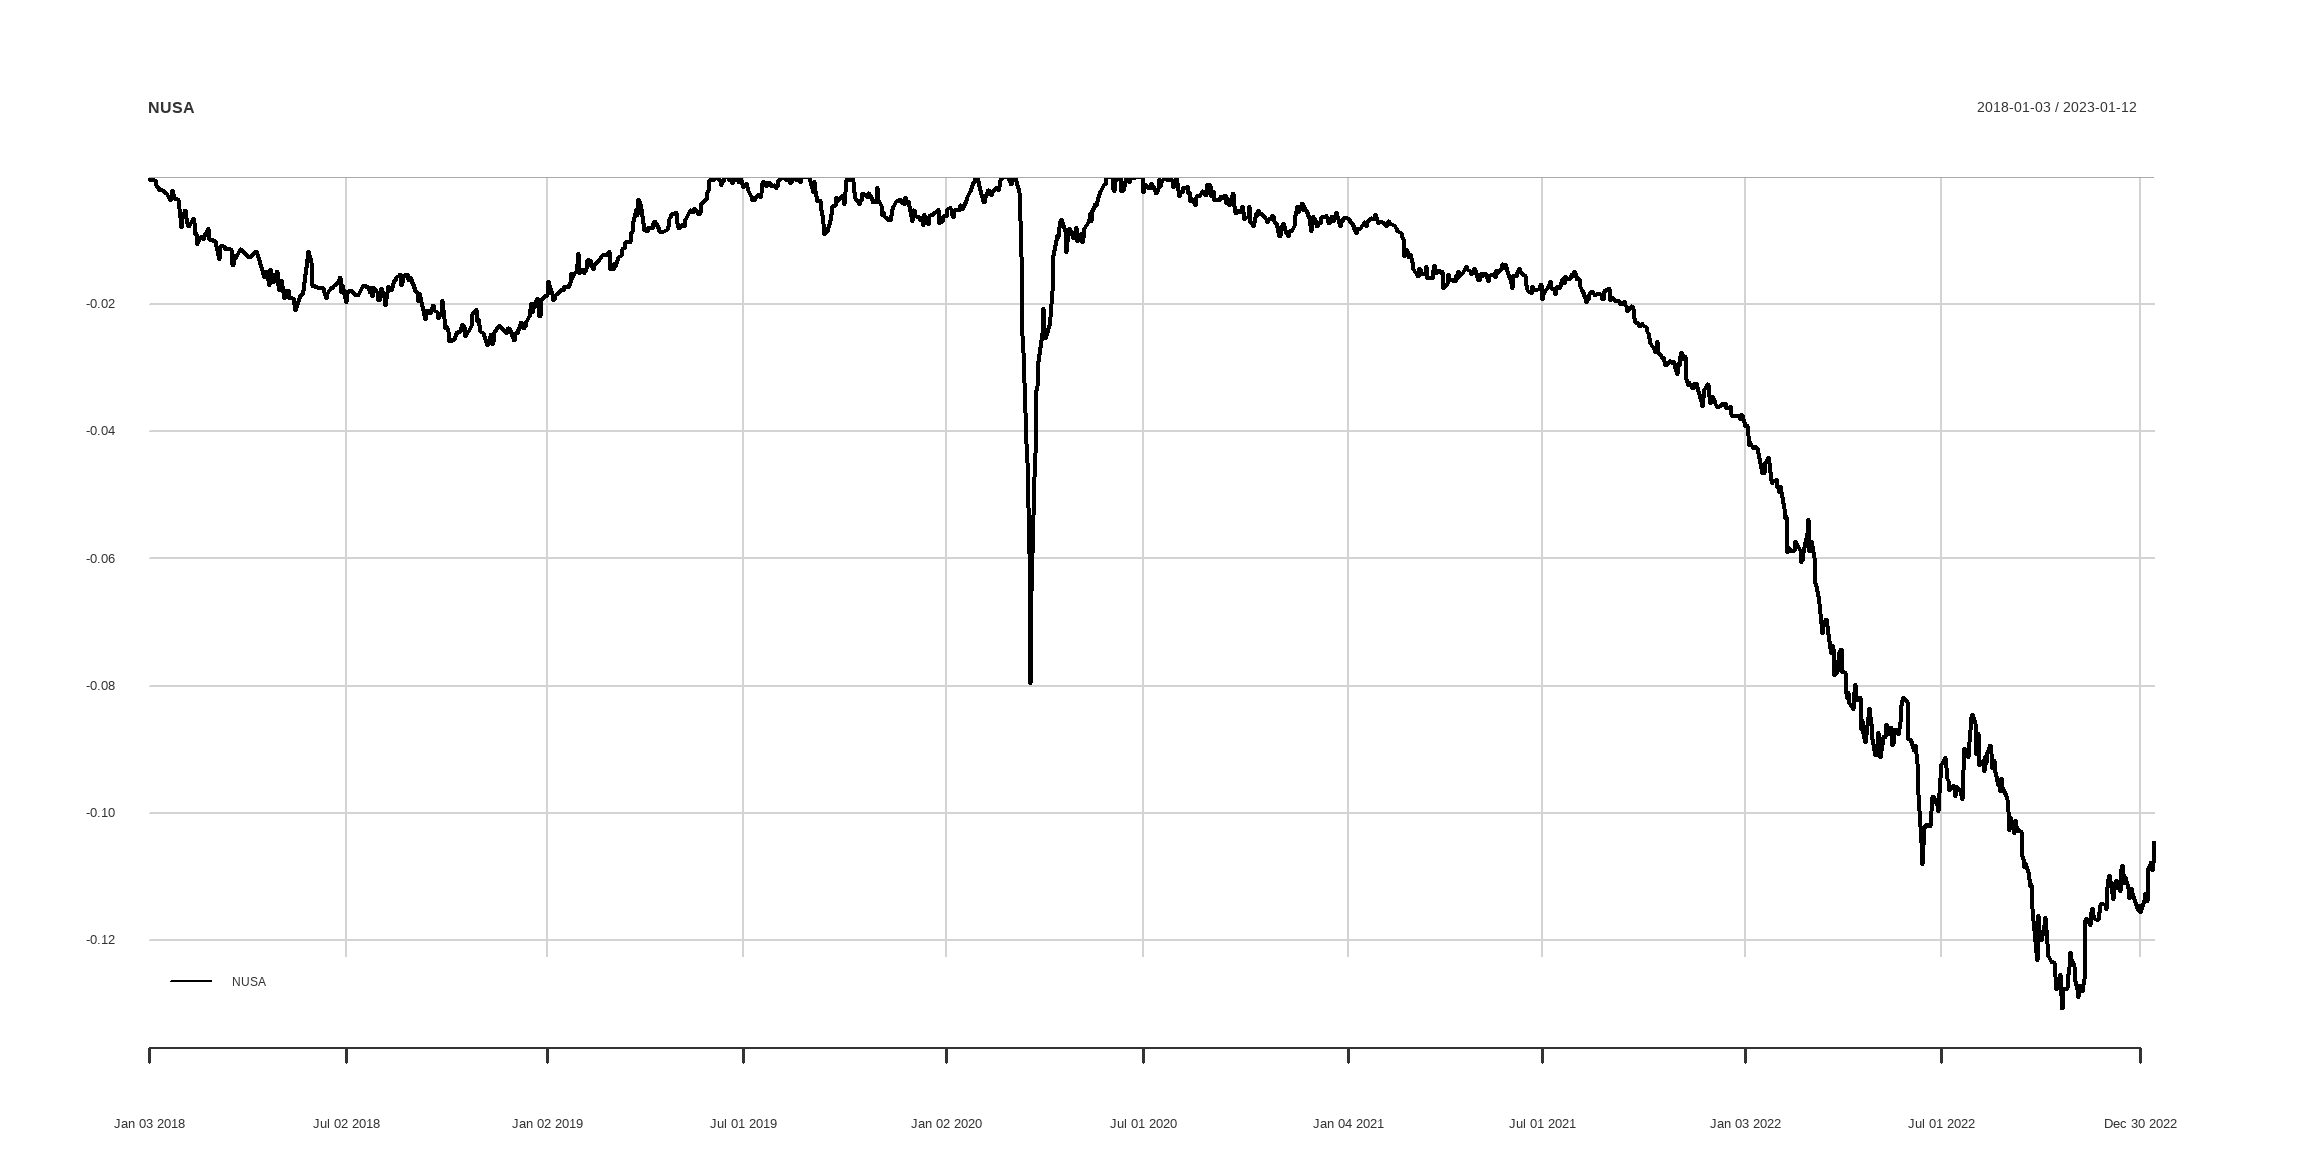 NUSA
2018-01-03 / 2023-01-12
-0.02
-0.04
-0.06
-0.08
-0.10
-0.12
NUSA
Jan 03 2018
Jul 02 2018
Jan 02 2019
Jul 01 2019
Jan 02 2020
Jul 01 2020
Jan 04 2021
Jul 01 2021
Jan 03 2022
Jul 01 2022
Dec 30 2022